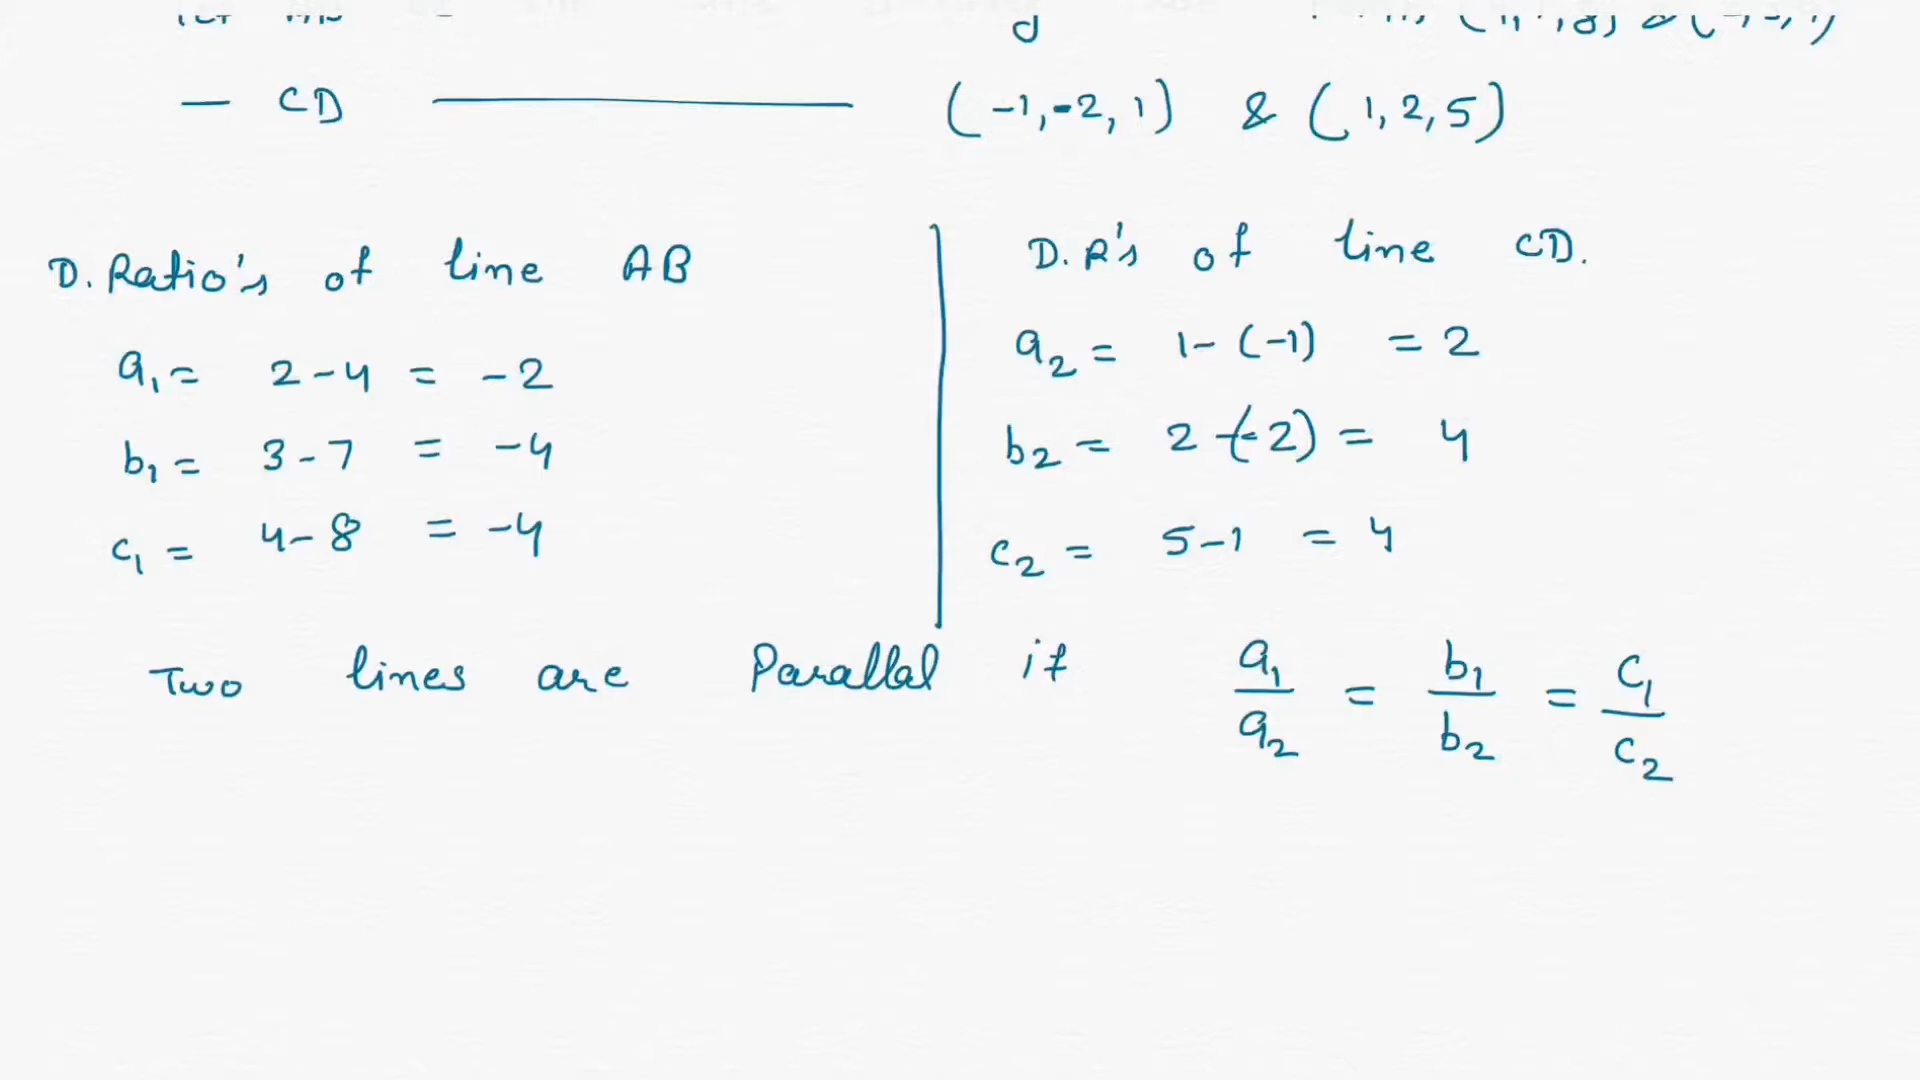 — CD ——— (-1,-2, 1) & ( 1, 2, 5)
D. Ratio's of line AB
a₁ = 2 - 4 = -2
b₁ = 3 - 7 = -4
c₁ = 4 - 8 = -4
D. R's of line CD.
a₂ = 1 - (-1) = 2
b₂ = 2 - (-2) = 4
c₂ = 5 - 1 = 4
Two lines are Parallal if a₁/a₂ = b₁/b₂ = c₁/c₂